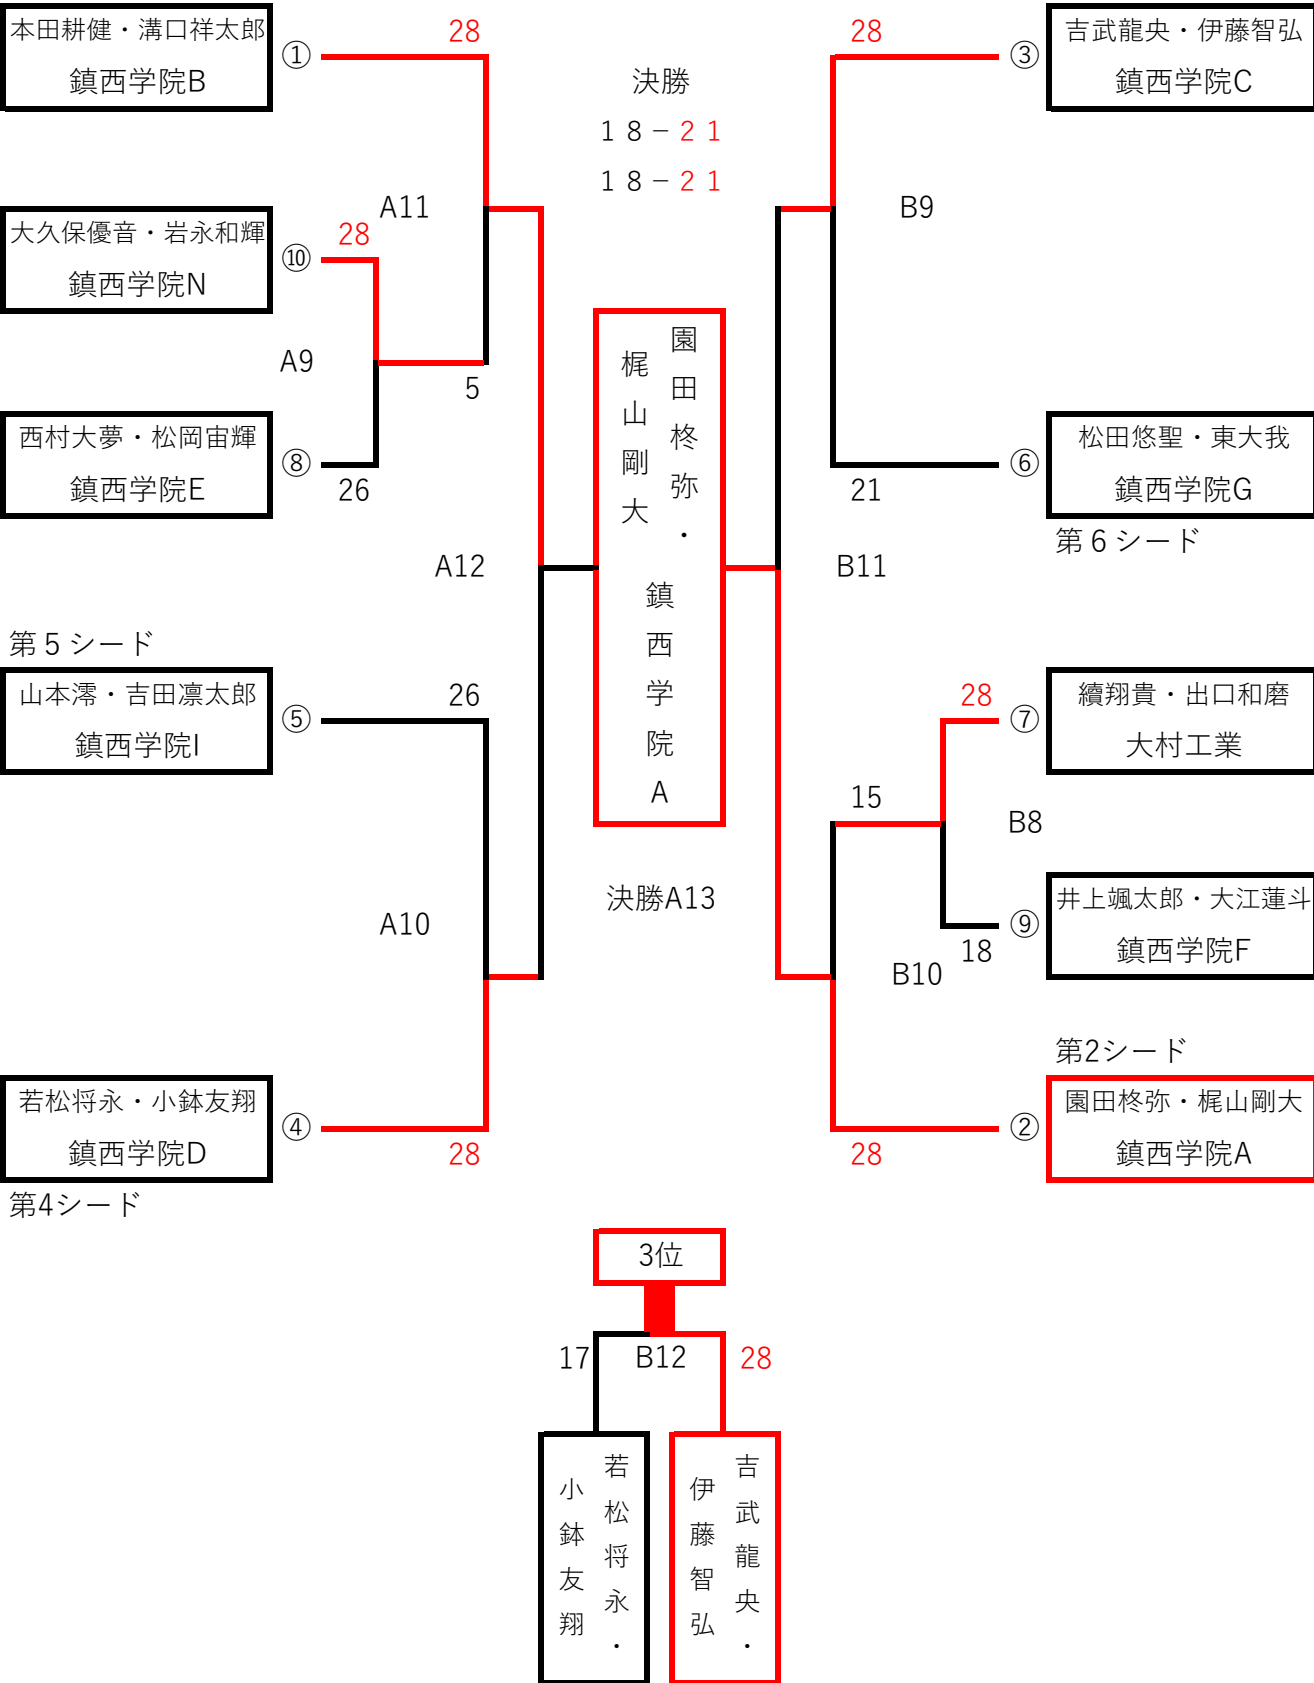 本田耕健・溝口祥太郎
鎮西学院B
①
28
決勝
１８－２１
１８－２１
28
③
吉武龍央・伊藤智弘
鎮西学院C
A11
B9
大久保優音・岩永和輝
鎮西学院N
⑩
28
A9
5
西村大夢・松岡宙輝
鎮西学院E
⑧
26
園田柊弥・
梶山剛大
鎮西学院A
21
⑥
松田悠聖・東大我
鎮西学院G
第６シード
A12
B11
第５シード
山本澪・吉田凛太郎
鎮西学院I
⑤
26
28
⑦
續翔貴・出口和磨
大村工業
15
B8
決勝A13
A10
井上颯太郎・大江蓮斗
鎮西学院F
⑨
18
B10
第2シード
若松将永・小鉢友翔
鎮西学院D
④
28
第4シード
28
②
園田柊弥・梶山剛大
鎮西学院A
3位
17
B12
28
若松将永・
小鉢友翔
吉武龍央・
伊藤智弘